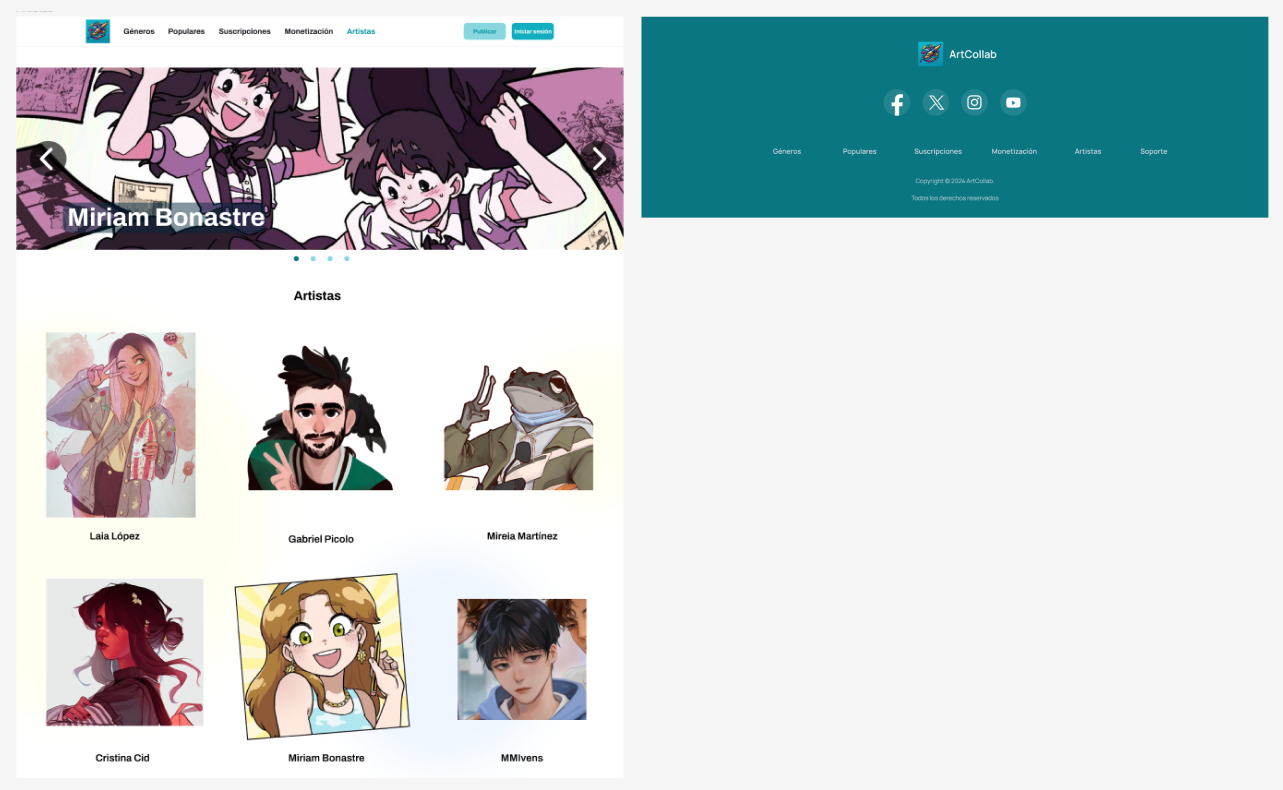 Géneros Populares Suscripciones Monetización Artistas Publicar Iniciar sesión
Miriam Bonastre
Artistas
Laia López Gabriel Picolo Mireia Martínez
Cristina Cid Miriam Bonastre MMIvens
ArtCollab
Géneros Populares Suscripciones Monetización Artistas Soporte
Copyright © 2024 ArtCollab.
Todos los derechos reservados